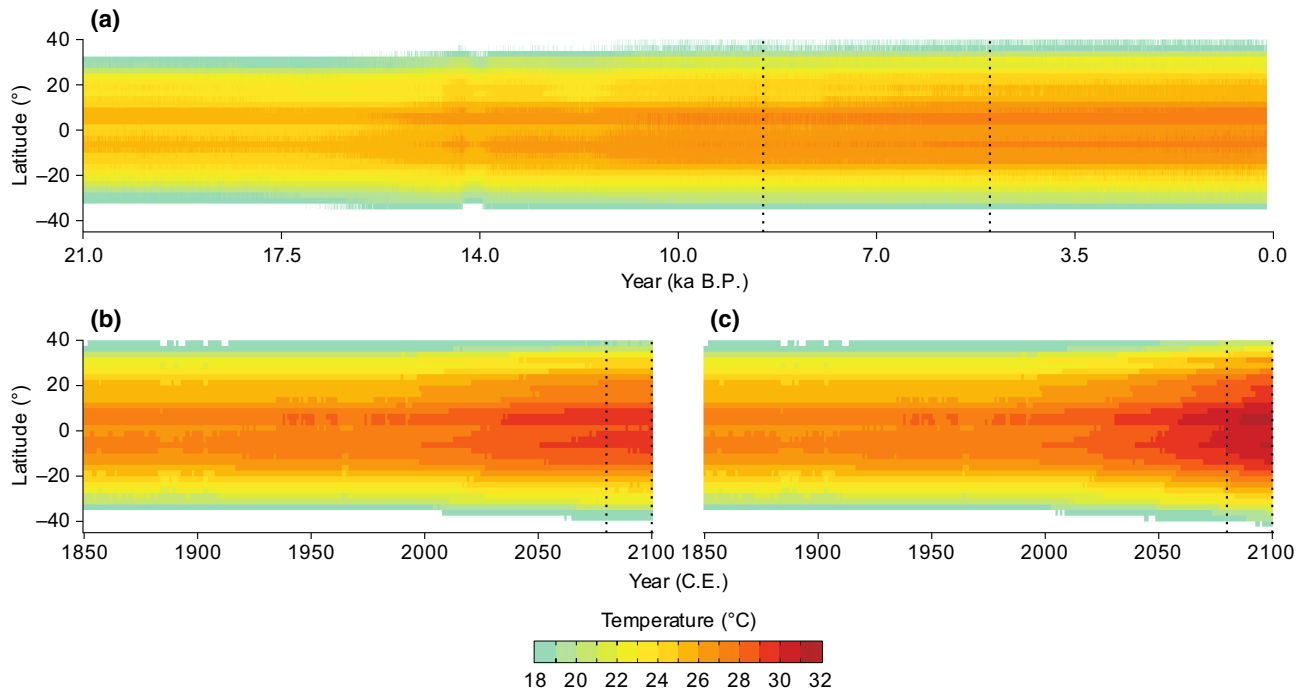 (a)
40
20
0
–20
–40
Latitude (°)
21.0 17.5 14.0 10.0 7.0 3.5 0.0
Year (ka B.P.)
(b) (c)
40
20
0
–20
–40
Latitude (°)
1850 1900 1950 2000 2050 2100 1850 1900 1950 2000 2050 2100
Year (C.E.)
Temperature (°C)
18 20 22 24 26 28 30 32